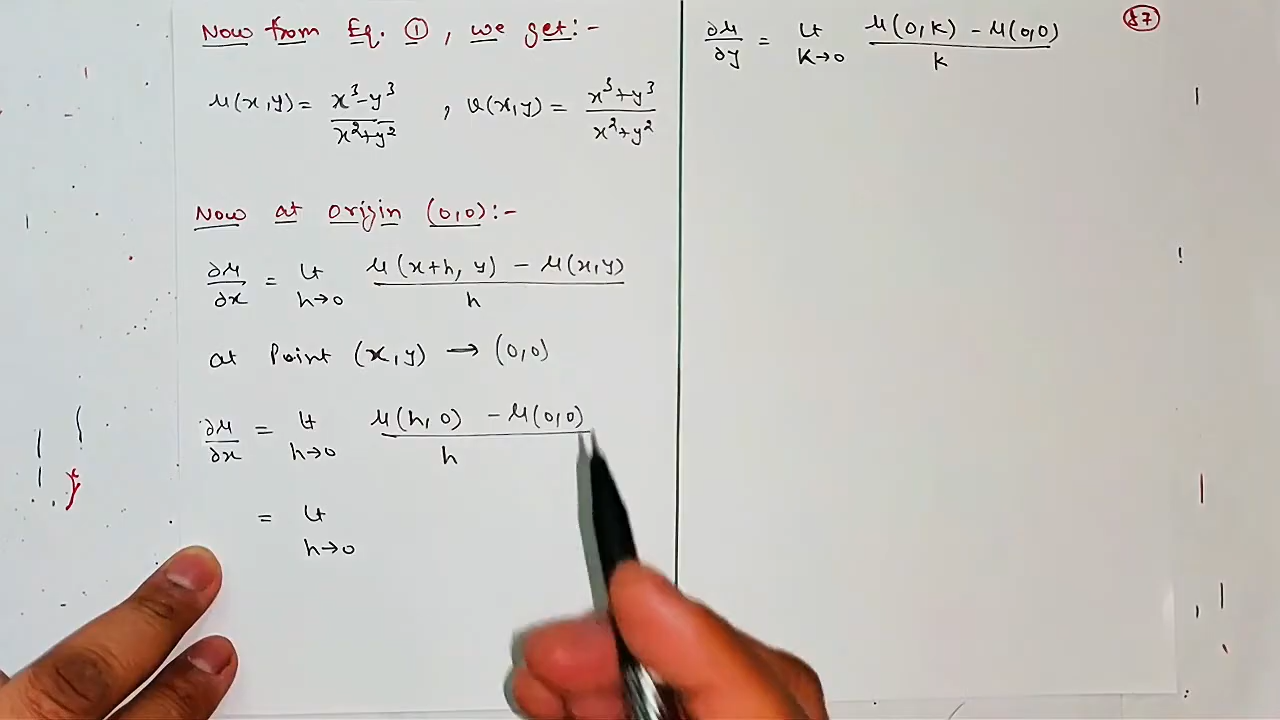 Now from Eq. ①, we get:-
u(x,y) = x³-y³ / x²+y² , v(x,y) = x³+y³ / x²+y²
Now at origin (0,0):-
∂u/∂x = Lt h→0 u(x+h, y) - u(x,y) / h
at Point (x,y) → (0,0)
∂u/∂x = Lt h→0 u(h,0) - u(0,0) / h
= Lt h→0
∂u/∂y = Lt k→0 u(0,k) - u(0,0) / k